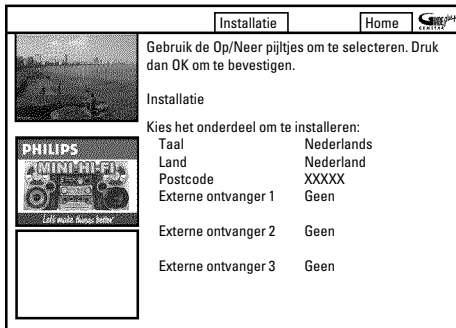 Installatie
Home
GUIDE plus+
GEMSTAR
Gebruik de Op/Neer pijltjes om te selecteren. Druk
dan OK om te bevestigen.
Installatie
Kies het onderdeel om te installeren:
Taal Nederlands
Land Nederland
Postcode XXXXX
Externe ontvanger 1 Geen
Externe ontvanger 2 Geen
Externe ontvanger 3 Geen
PHILIPS
MINI HI-FI
Let's make things better